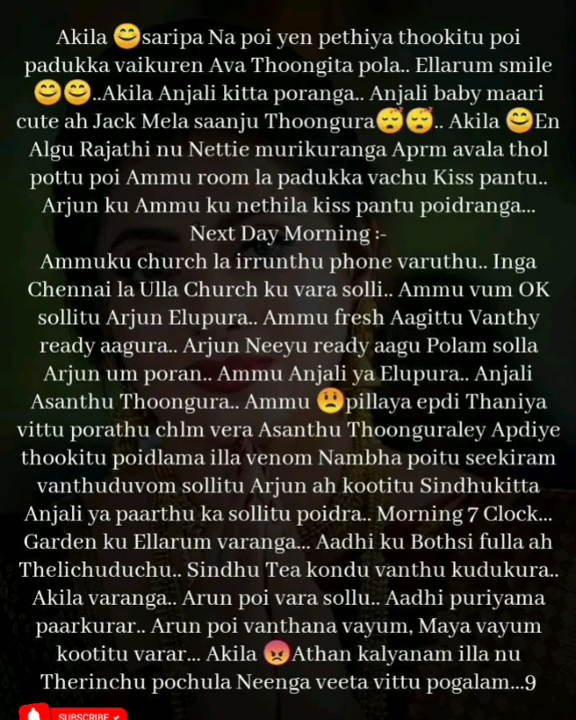 Akila 😊saripa Na poi yen pethiya thookitu poi
padukka vaikuren Ava Thoongita pola.. Ellarum smile
😊😊..Akila Anjali kitta poranga.. Anjali baby maari
cute ah Jack Mela saanju Thoongura😴😴.. Akila 😊En
Algu Rajathi nu Nettie murikuranga Aprm avala thol
pottu poi Ammu room la padukka vachu Kiss pantu..
Arjun ku Ammu ku nethila kiss pantu poidranga...
Next Day Morning :-
Ammuku church la irrunthu phone varuthu.. Inga
Chennai la Ulla Church ku vara solli.. Ammu vum OK
sollitu Arjun Elupura.. Ammu fresh Aagittu Vanthy
ready aagura.. Arjun Neeyu ready aagu Polam solla
Arjun um poran.. Ammu Anjali ya Elupura.. Anjali
Asanthu Thoongura.. Ammu 😟pillaya epdi Thaniya
vittu porathu chlm vera Asanthu Thoonguraley Apdiye
thookitu poidlama illa venom Nambha poitu seekiram
vanthuduvom sollitu Arjun ah kootitu Sindhukitta
Anjali ya paarthu ka sollitu poidra.. Morning 7 Clock...
Garden ku Ellarum varanga... Aadhi ku Bothsi fulla ah
Thelichuduchu.. Sindhu Tea kondu vanthu kudukura..
Akila varanga.. Arun poi vara sollu.. Aadhi puriyama
paarkurar.. Arun poi vanthana vayum, Maya vayum
kootitu varar... Akila 😡Athan kalyanam illa nu
Therinchu pochula Neenga veeta vittu pogalam...9
SUBSCRIBE